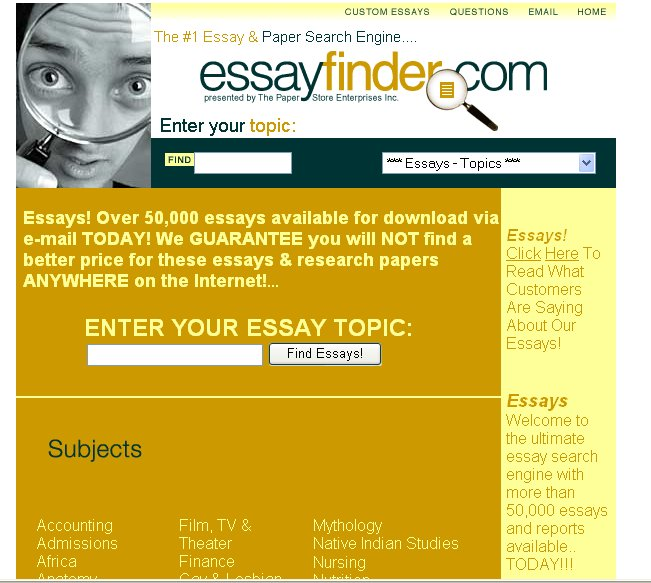 CUSTOM ESSAYS QUESTIONS EMAIL HOME
The #1 Essay & Paper Search Engine....
essayfinder.com
presented by The Paper Store Enterprises Inc.
Enter your topic:
FIND
*** Essays - Topics ***
Essays! Over 50,000 essays available for download via
e-mail TODAY! We GUARANTEE you will NOT find a
better price for these essays & research papers
ANYWHERE on the Internet!...
ENTER YOUR ESSAY TOPIC:
Find Essays!
Essays!
Click Here To
Read What
Customers
Are Saying
About Our
Essays!
Essays
Welcome to
the ultimate
essay search
engine with
more than
50,000 essays
and reports
available..
TODAY!!!!
Subjects
Accounting
Admissions
Africa
Anatomy
Film, TV &
Theater
Finance
Gay & Lesbian
Mythology
Native Indian Studies
Nursing
Nutrition